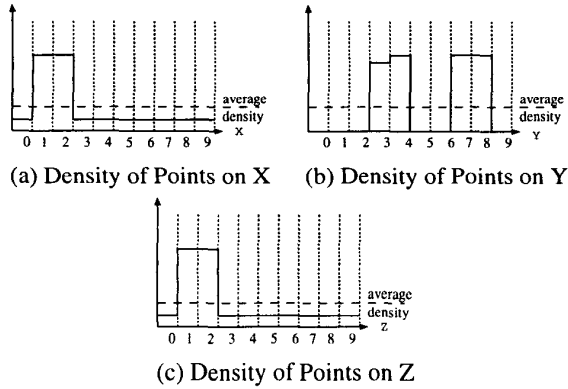 average
density
X
0 1 2 3 4 5 6 7 8 9
(a) Density of Points on X
average
density
Y
0 1 2 3 4 5 6 7 8 9
(b) Density of Points on Y
average
density
Z
0 1 2 3 4 5 6 7 8 9
(c) Density of Points on Z